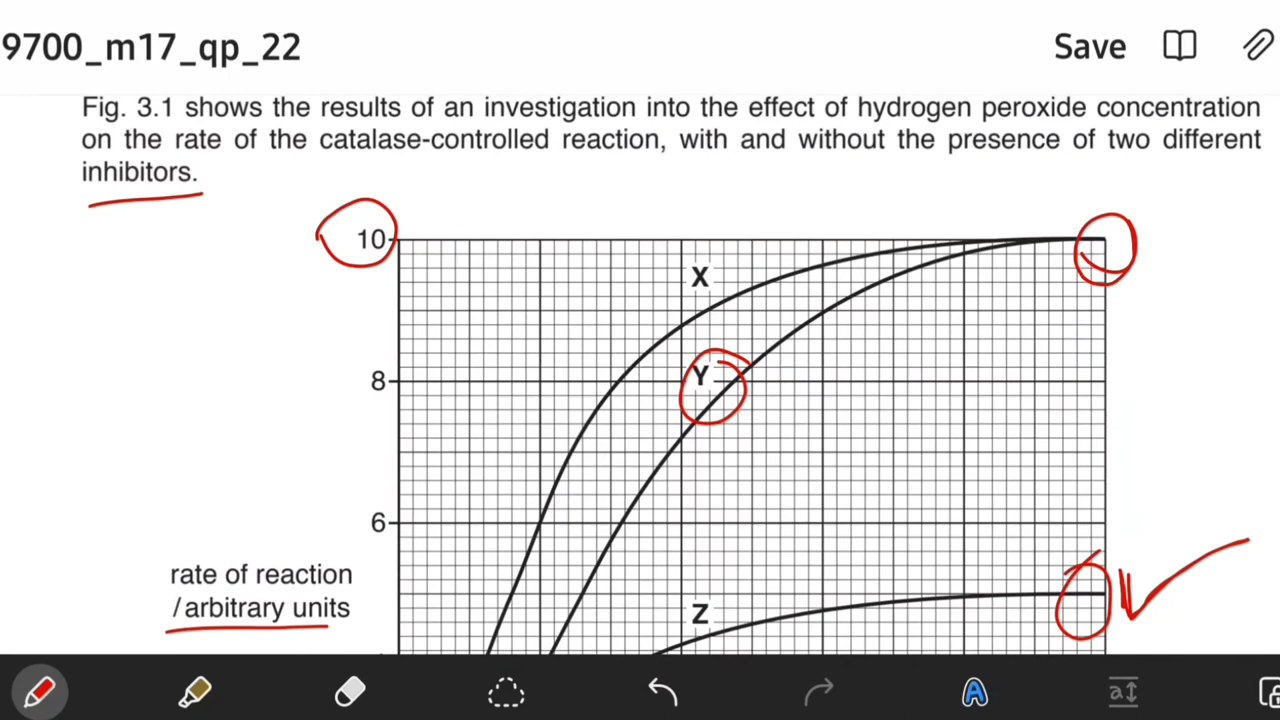 9700_m17_qp_22
Save
Fig. 3.1 shows the results of an investigation into the effect of hydrogen peroxide concentration
on the rate of the catalase-controlled reaction, with and without the presence of two different
inhibitors.
10
X
Y
8
6
rate of reaction
/ arbitrary units
Z
A
a